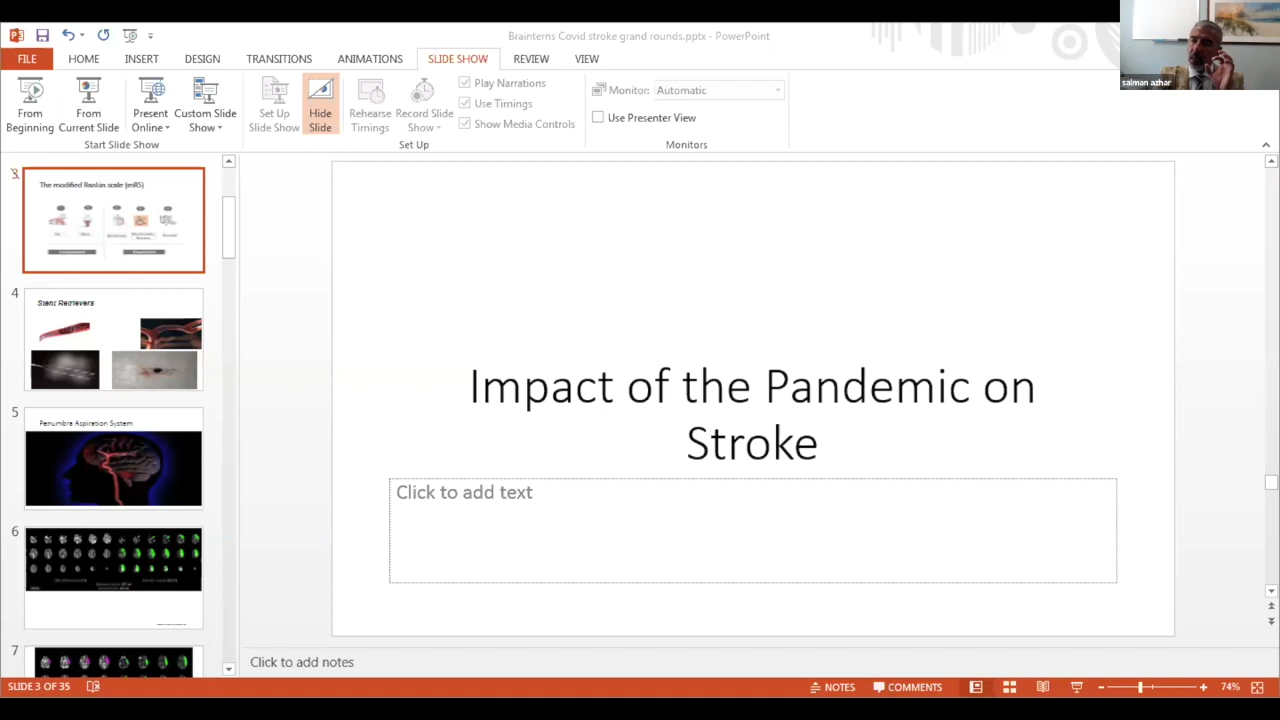 Brainterns Covid stroke grand rounds.pptx - PowerPoint
salman azhar
FILE HOME INSERT DESIGN TRANSITIONS ANIMATIONS SLIDE SHOW REVIEW VIEW
From Beginning
From Current Slide
Present Online
Custom Slide Show
Start Slide Show
Set Up Slide Show
Hide Slide
Rehearse Timings
Record Slide Show
Play Narrations
Use Timings
Show Media Controls
Set Up
Monitor: Automatic
Use Presenter View
Monitors
3
The modified Rankin scale (mRS)
4
Stent Retrievers
5
Penumbra Aspiration System
6
7
Impact of the Pandemic on
Stroke
Click to add text
Click to add notes
SLIDE 3 OF 35
NOTES
COMMENTS
74%